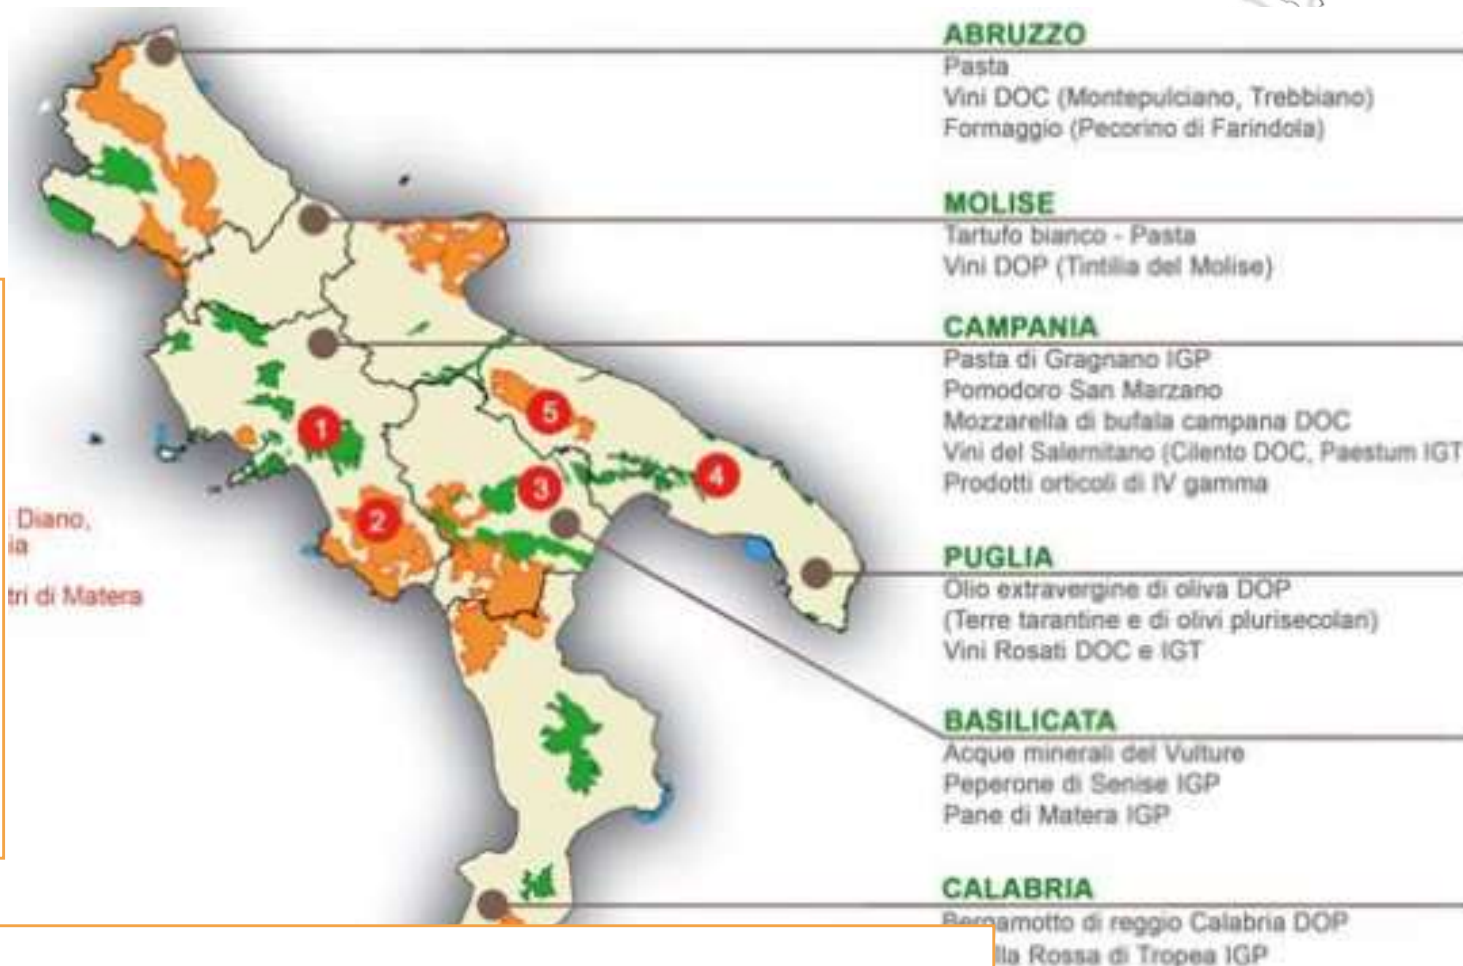 ABRUZZO
Pasta
Vini DOC (Montepulciano, Trebbiano)
Formaggio (Pecorino di Farindola)
MOLISE
Tartufo bianco - Pasta
Vini DOP (Tintilia del Molise)
CAMPANIA
Pasta di Gragnano IGP
Pomodoro San Marzano
Mozzarella di bufala campana DOC
Vini del Salernitano (Cilento DOC, Paestum IGT
Prodotti orticoli di IV gamma
PUGLIA
Olio extravergine di oliva DOP
(Terre tarantine e di olivi plurisecolari)
Vini Rosati DOC e IGT
BASILICATA
Acque minerali del Vulture
Peperone di Senise IGP
Pane di Matera IGP
CALABRIA
Bergamotto di reggio Calabria DOP
Rossa di Tropea IGP
Diano,
di Matera
1
2
3
4
5